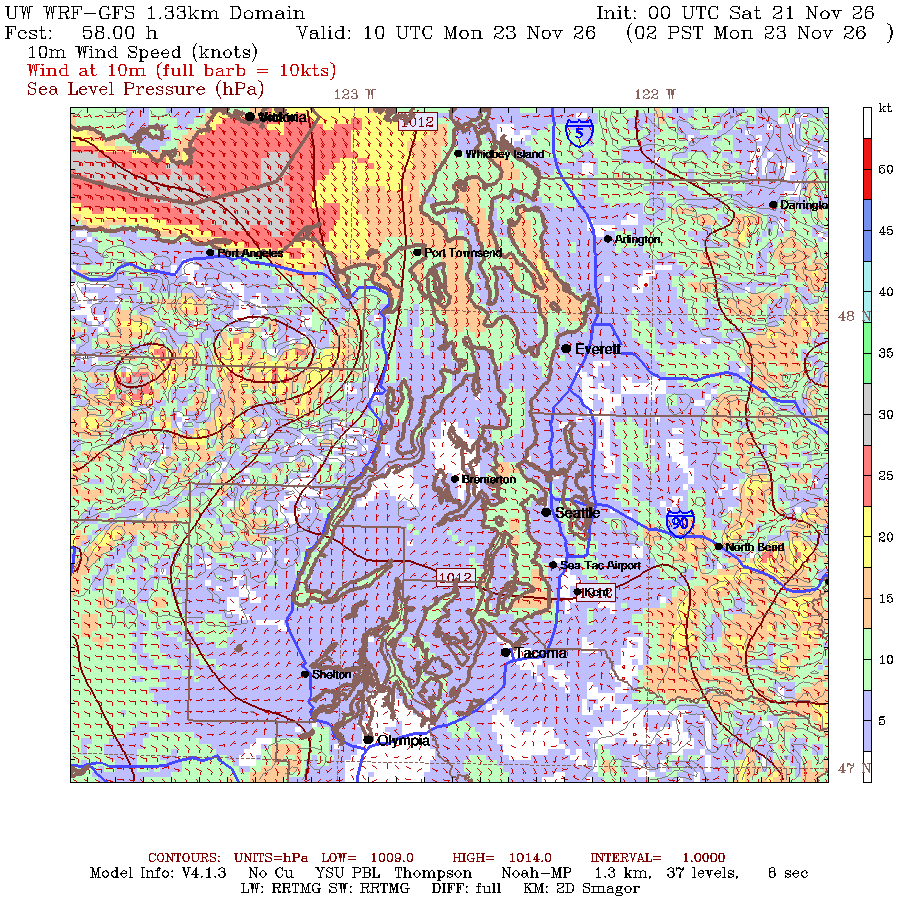 UW WRF-GFS 1.33km Domain Init: 00 UTC Sat 21 Nov 26
Fcst: 58.00 h Valid: 10 UTC Mon 23 Nov 26 (02 PST Mon 23 Nov 26 )
10m Wind Speed (knots)
Wind at 10m (full barb = 10kts)
Sea Level Pressure (hPa)
123 W 122 W
kt
Victoria 1012
5
Whidbey Island
60
Darringto
45
Arlington
Port Angeles Port Townsend
40
48 N
Everett
35
30
Bremerton
25
Seattle
90
20
North Bend
Sea Tac Airport
1012
Kent
15
Tacoma
10
Shelton
5
Olympia
47 N
CONTOURS: UNITS=hPa LOW= 1009.0 HIGH= 1014.0 INTERVAL= 1.0000
Model Info: V4.1.3 No Cu YSU PBL Thompson Noah-MP 1.3 km, 37 levels, 8 sec
LW: RRTMG SW: RRTMG DIFF: full KM: 2D Smagor